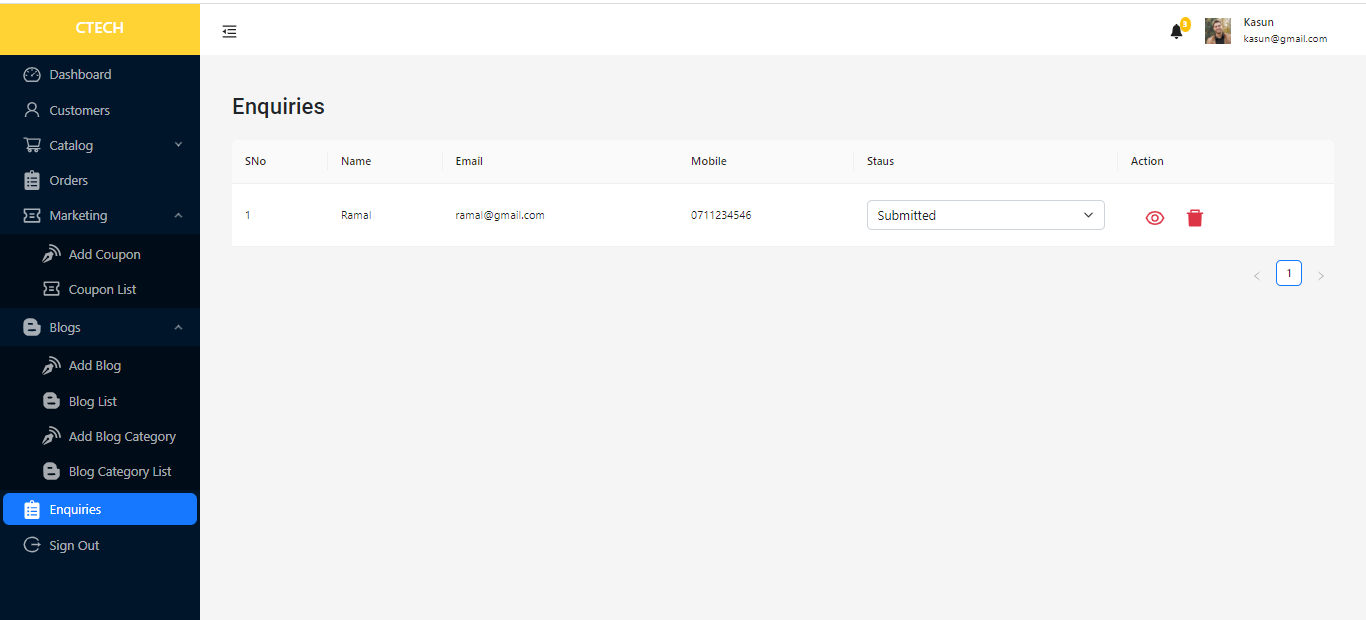 CTECH
3
Kasun
kasun@gmail.com
Dashboard
Customers
Catalog
Orders
Marketing
Add Coupon
Coupon List
Blogs
Add Blog
Blog List
Add Blog Category
Blog Category List
Enquiries
Sign Out
Enquiries
SNo Name Email Mobile Staus Action
1 Ramal ramal@gmail.com 0711234546 Submitted
< 1 >